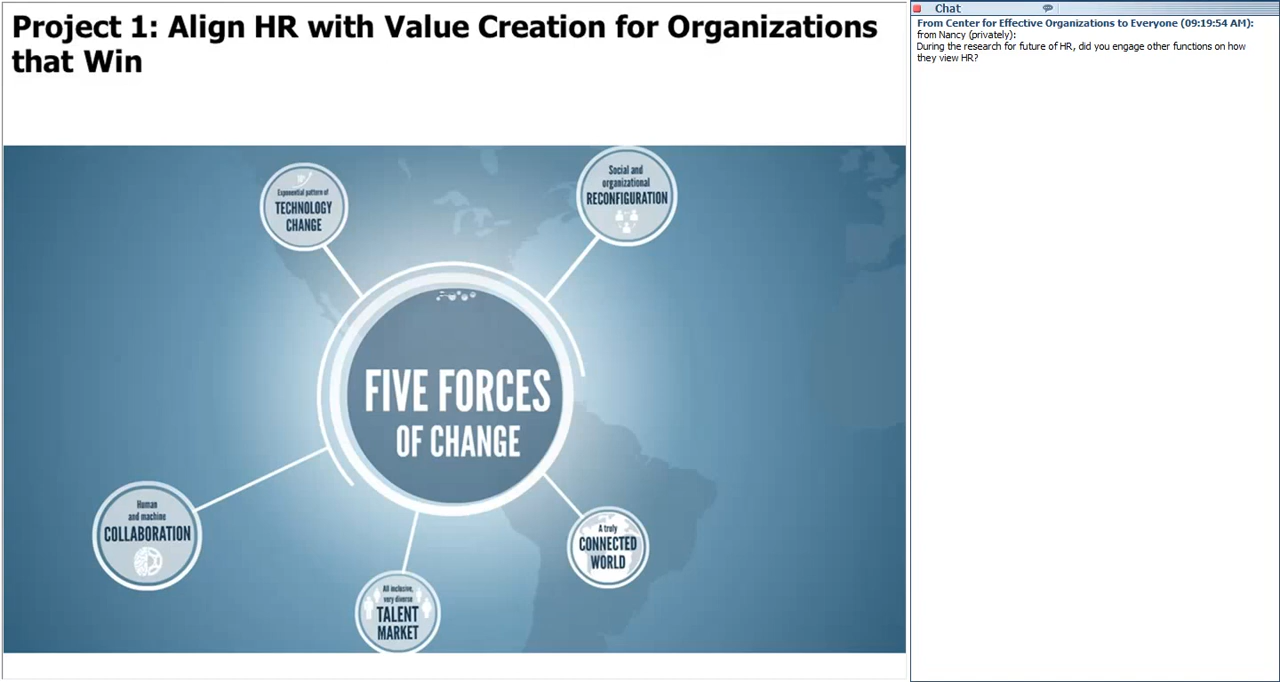 Project 1: Align HR with Value Creation for Organizations
that Win
Exponential pattern of
TECHNOLOGY
CHANGE
Social and
organizational
RECONFIGURATION
FIVE FORCES
OF CHANGE
Human
and machine
COLLABORATION
All inclusive,
very diverse
TALENT
MARKET
A truly
CONNECTED
WORLD
Chat
From Center for Effective Organizations to Everyone (09:19:54 AM):
from Nancy (privately):
During the research for future of HR, did you engage other functions on how
they view HR?